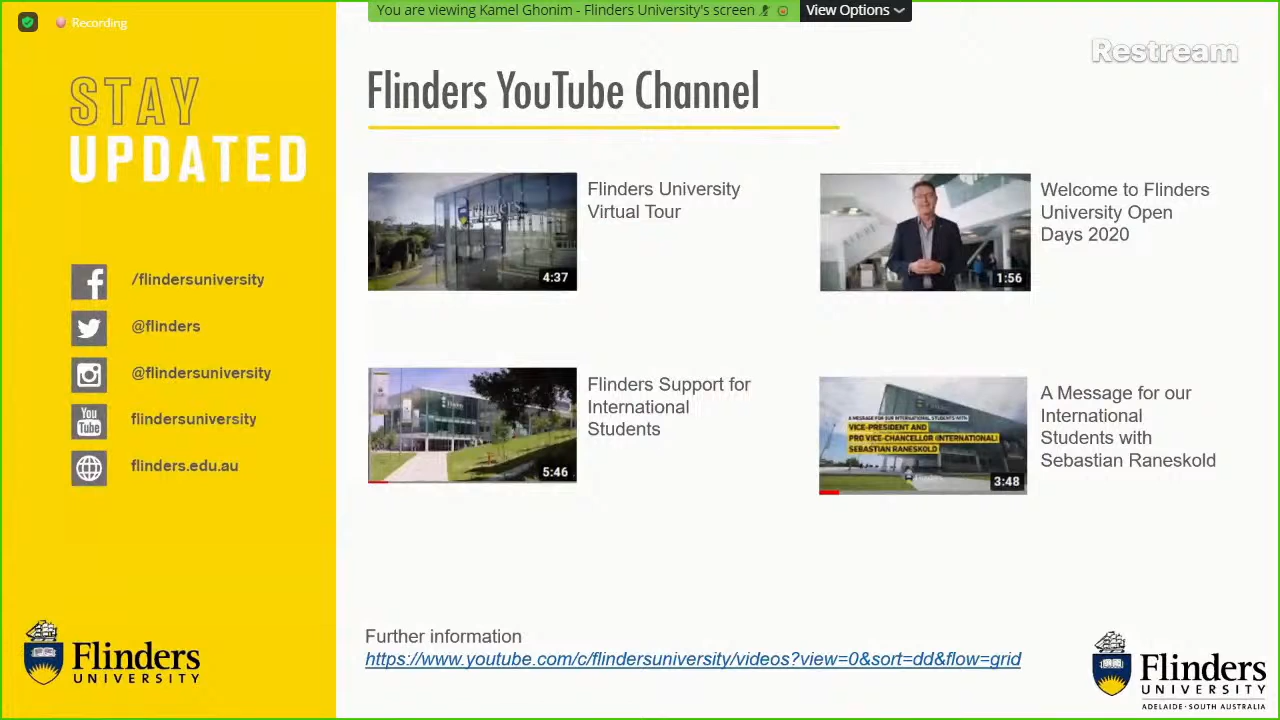 Recording
You are viewing Kamel Ghonim - Flinders University's screen
View Options
Restream
STAY
UPDATED
/flindersuniversity
@flinders
@flindersuniversity
You
Tube
flindersuniversity
flinders.edu.au
Flinders
UNIVERSITY
Flinders YouTube Channel
Flinders
4:37
Flinders University
Virtual Tour
1:56
Welcome to Flinders
University Open
Days 2020
Flinders
5:46
Flinders Support for
International
Students
A MESSAGE FOR OUR INTERNATIONAL STUDENTS WITH
VICE-PRESIDENT AND
PRO VICE-CHANCELLOR (INTERNATIONAL)
SEBASTIAN RANESKOLD
3:48
A Message for our
International
Students with
Sebastian Raneskold
Further information
https://www.youtube.com/c/flindersuniversity/videos?view=0&sort=dd&flow=grid
Flinders
UNIVERSITY
ADELAIDE · SOUTH AUSTRALIA